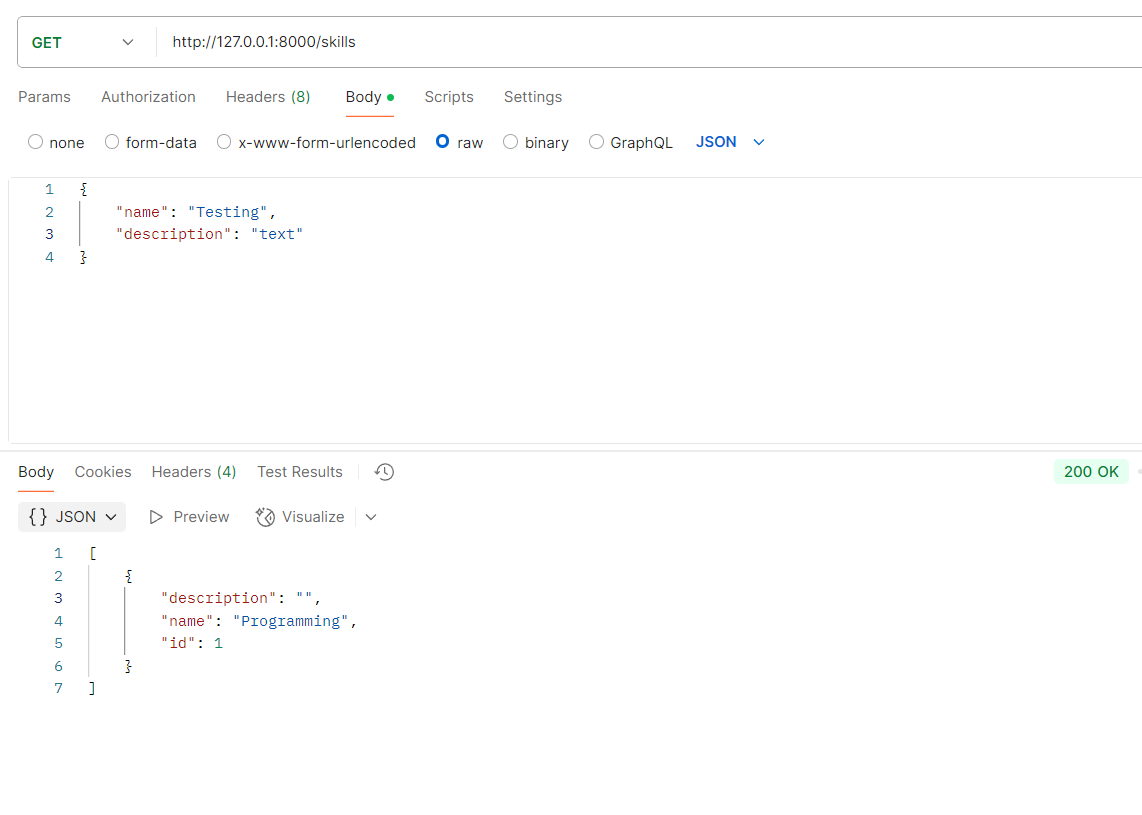 GET http://127.0.0.1:8000/skills
Params Authorization Headers (8) Body Scripts Settings
none form-data x-www-form-urlencoded raw binary GraphQL JSON
1 {
2 "name": "Testing",
3 "description": "text"
4 }
Body Cookies Headers (4) Test Results 200 OK
{} JSON Preview Visualize
1 [
2 {
3 "description": "",
4 "name": "Programming",
5 "id": 1
6 }
7 ]